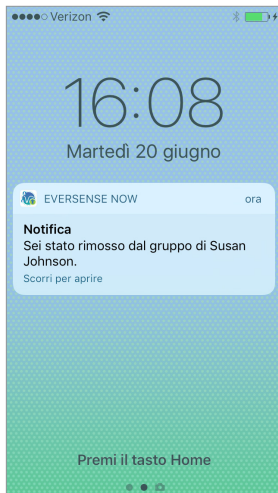 Verizon
16:08
Martedì 20 giugno
EVERSENSE NOW ora
Notifica
Sei stato rimosso dal gruppo di Susan
Johnson.
Scorri per aprire
Premi il tasto Home